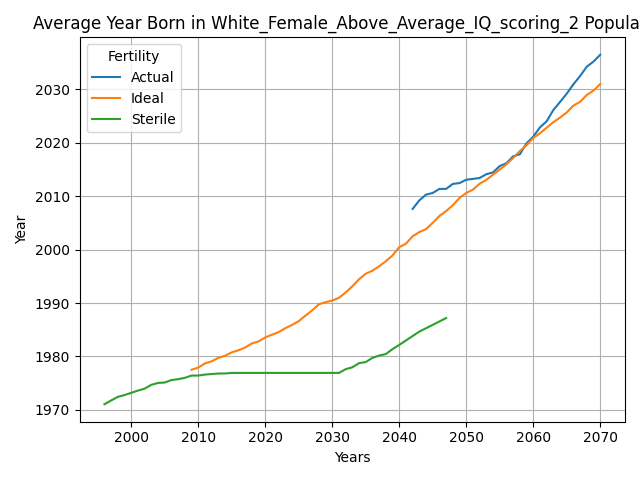 Average Year Born in White_Female_Above_Average_IQ_scoring_2 Popula
Fertility
Actual
Ideal
Sterile
Year
2030
2020
2010
2000
1990
1980
1970
2000 2010 2020 2030 2040 2050 2060 2070
Years